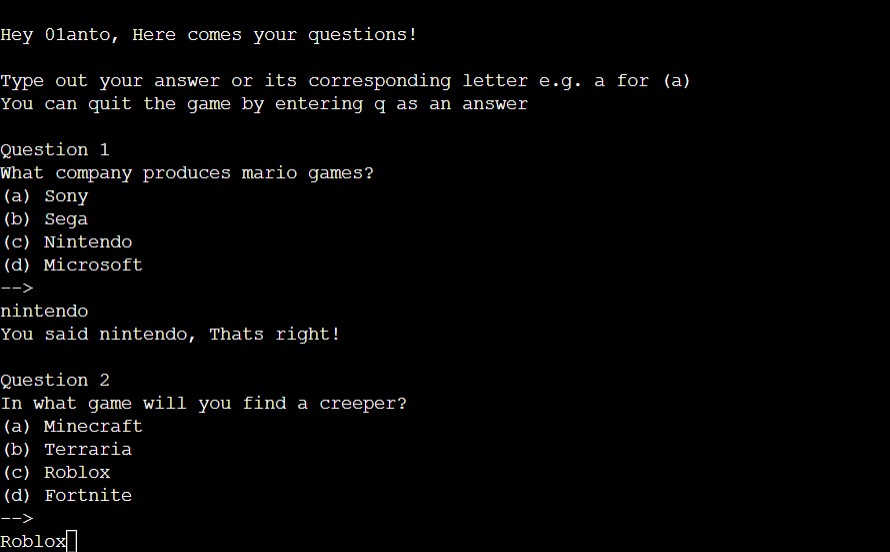 Hey 01anto, Here comes your questions!
Type out your answer or its corresponding letter e.g. a for (a)
You can quit the game by entering q as an answer
Question 1
What company produces mario games?
(a) Sony
(b) Sega
(c) Nintendo
(d) Microsoft
-->
nintendo
You said nintendo, Thats right!
Question 2
In what game will you find a creeper?
(a) Minecraft
(b) Terraria
(c) Roblox
(d) Fortnite
-->
Roblox